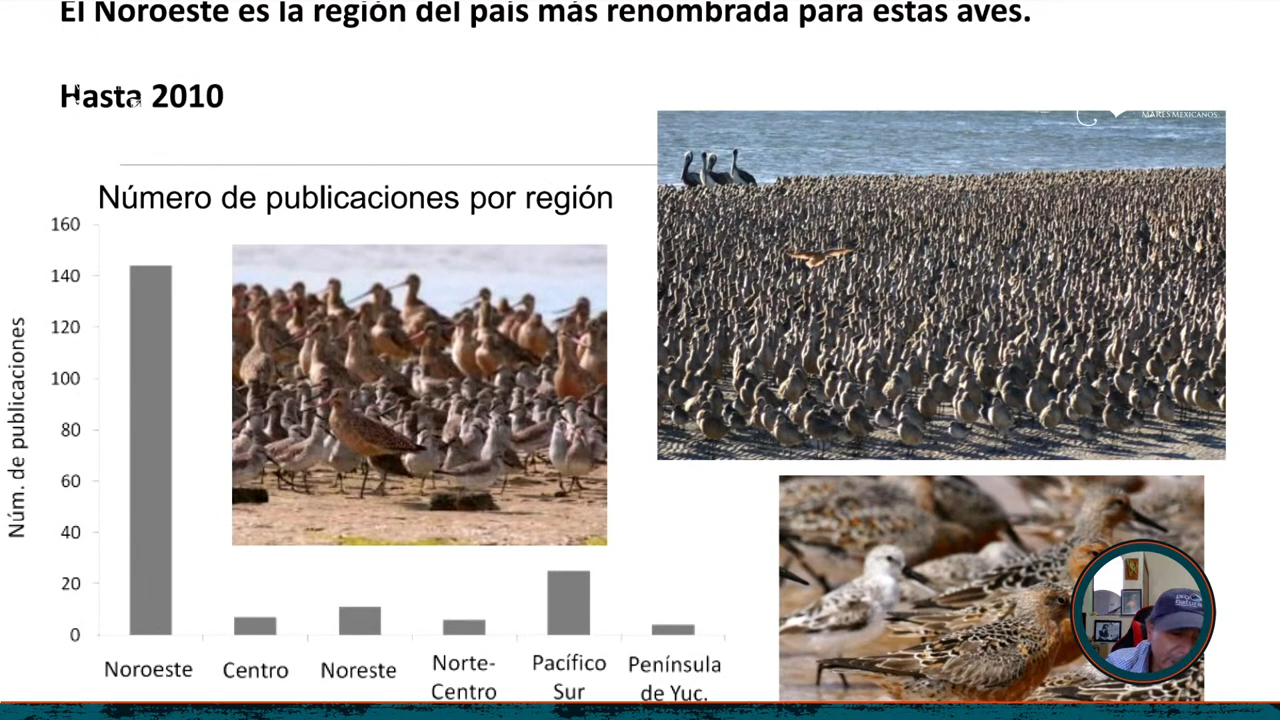 El Noroeste es la región del país más renombrada para estas aves.
Hasta 2010
MARES MEXICANOS
Número de publicaciones por región
Núm. de publicaciones
160
140
120
100
80
60
40
20
0
Noroeste
Centro
Noreste
Norte-
Centro
Pacífico
Sur
Península
de Yuc.